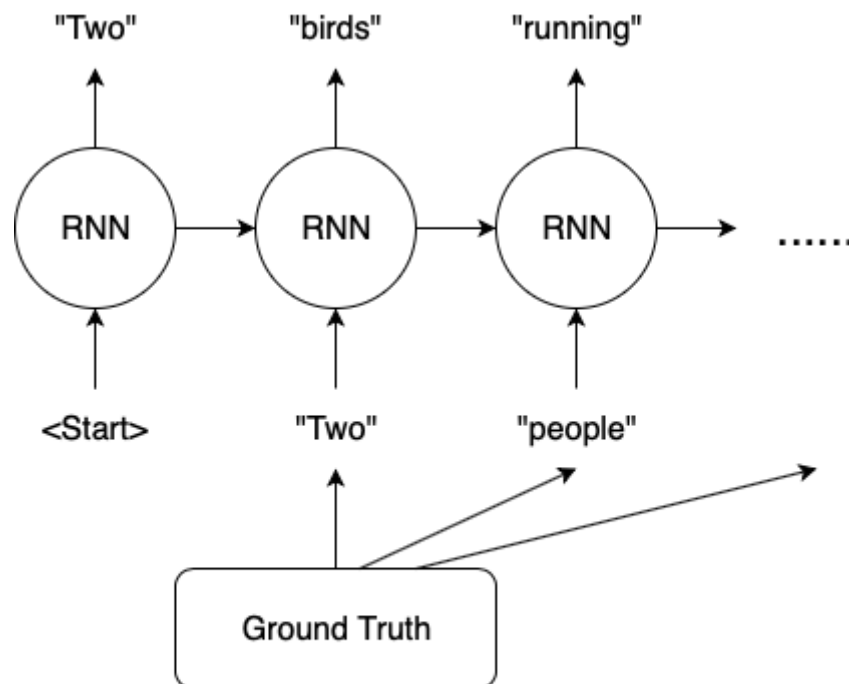 "Two" "birds" "running"
RNN RNN RNN ......
<Start> "Two" "people"
Ground Truth